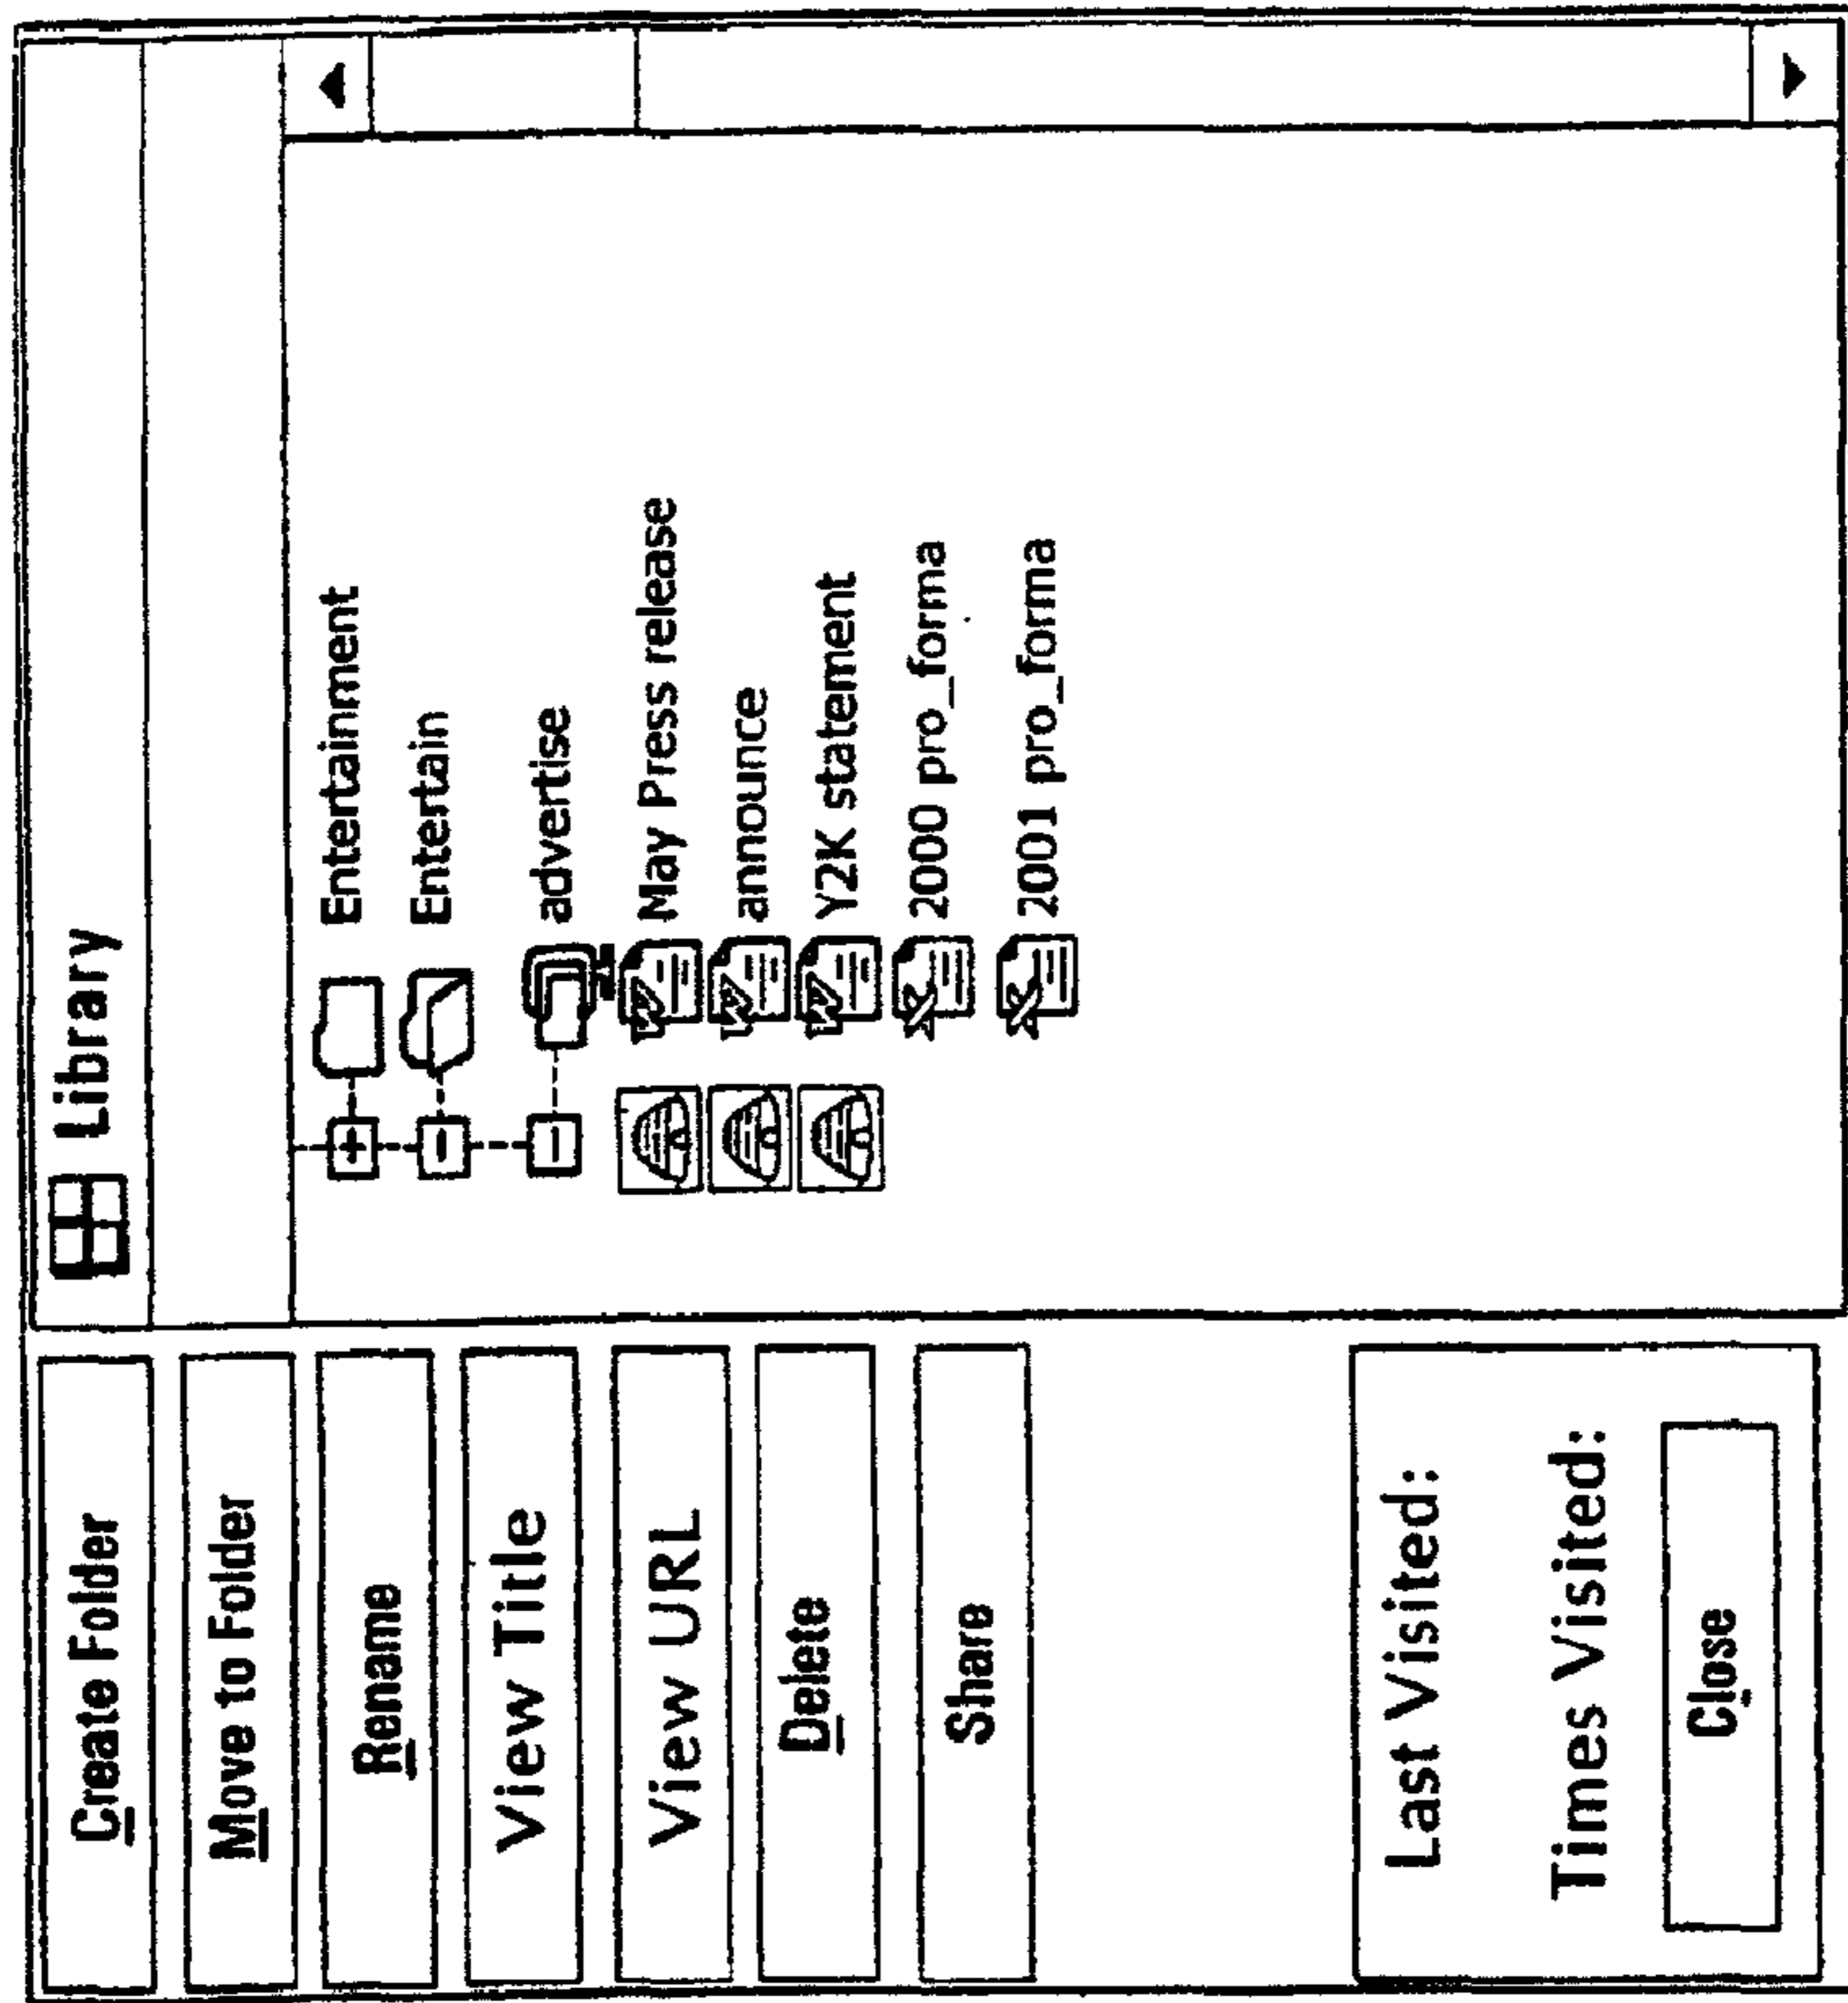 Create Folder
Move to Folder
Rename
View Title
View URL
Delete
Share
Last Visited:
Times Visited:
Close
Library
Entertainment
Entertain
advertise
May Press release
announce
Y2K statement
2000 pro_forma
2001 pro_forma